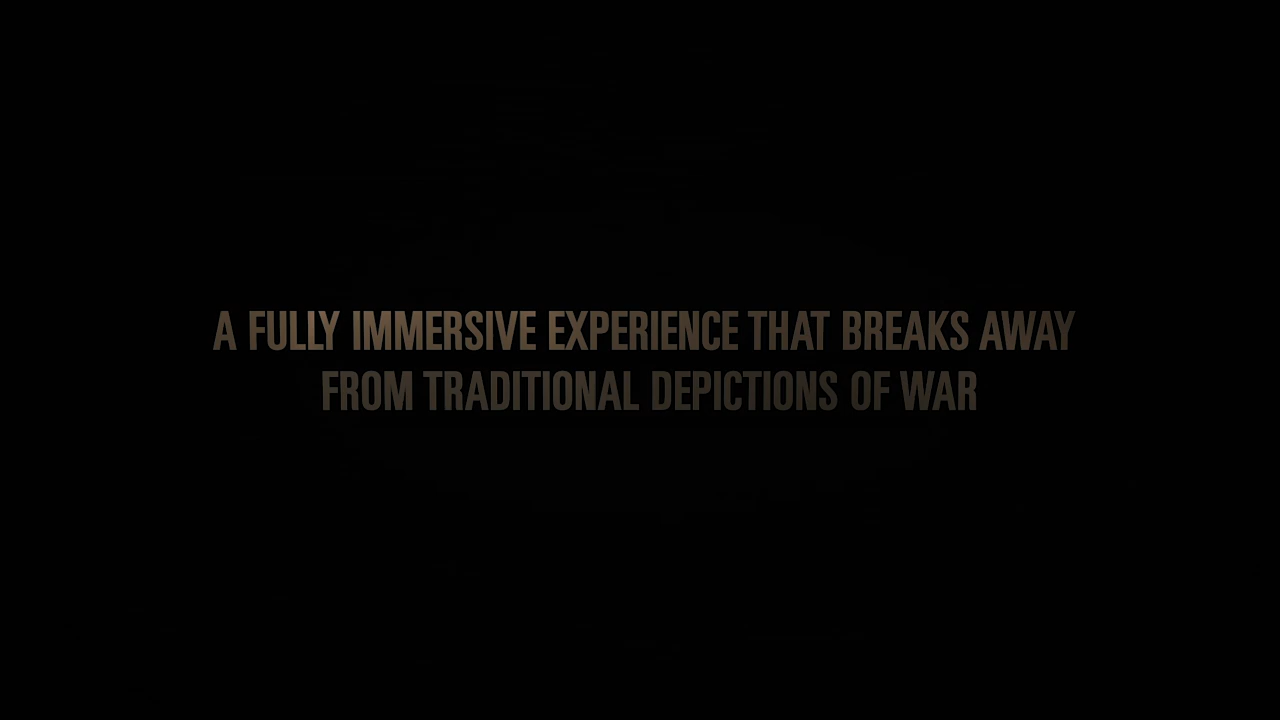 A FULLY IMMERSIVE EXPERIENCE THAT BREAKS AWAY
FROM TRADITIONAL DEPICTIONS OF WAR